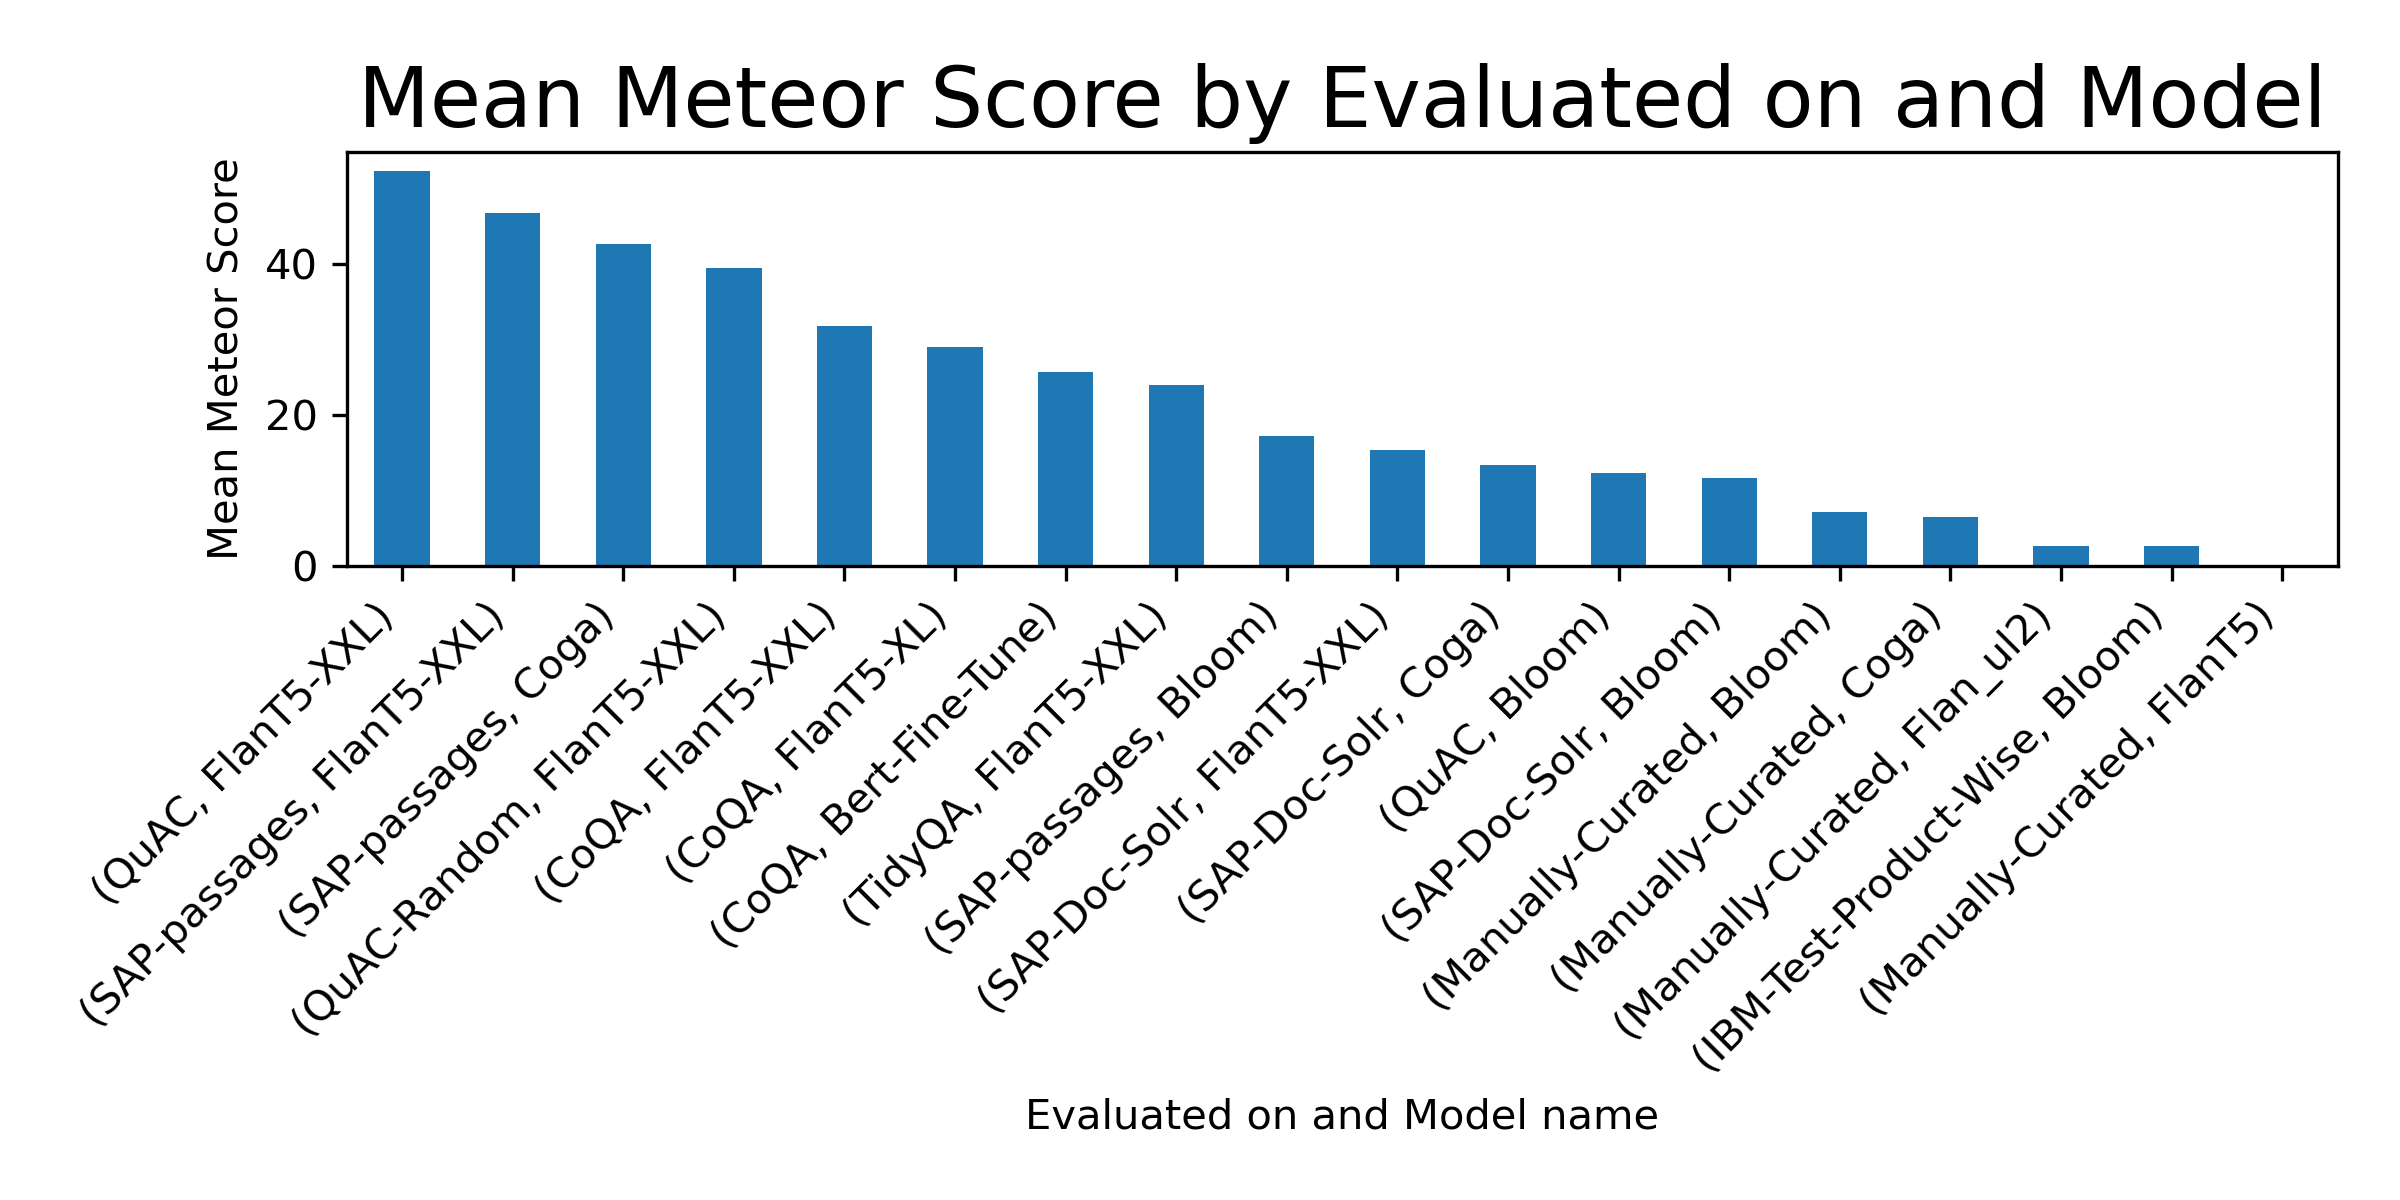 Mean Meteor Score by Evaluated on and Model
Mean Meteor Score
40
20
0
(QuAC, FlanT5-XXL)
(SAP-passages, FlanT5-XXL)
(SAP-passages, Coga)
(QuAC-Random, FlanT5-XXL)
(CoQA, FlanT5-XXL)
(CoQA, FlanT5-XL)
(CoQA, Bert-Fine-Tune)
(TidyQA, FlanT5-XXL)
(SAP-passages, Bloom)
(SAP-Doc-Solr, FlanT5-XXL)
(SAP-Doc-Solr, Coga)
(QuAC, Bloom)
(SAP-Doc-Solr, Bloom)
(Manually-Curated, Bloom)
(Manually-Curated, Coga)
(Manually-Curated, Flan_ul2)
(IBM-Test-Product-Wise, Bloom)
(Manually-Curated, FlanT5)
Evaluated on and Model name